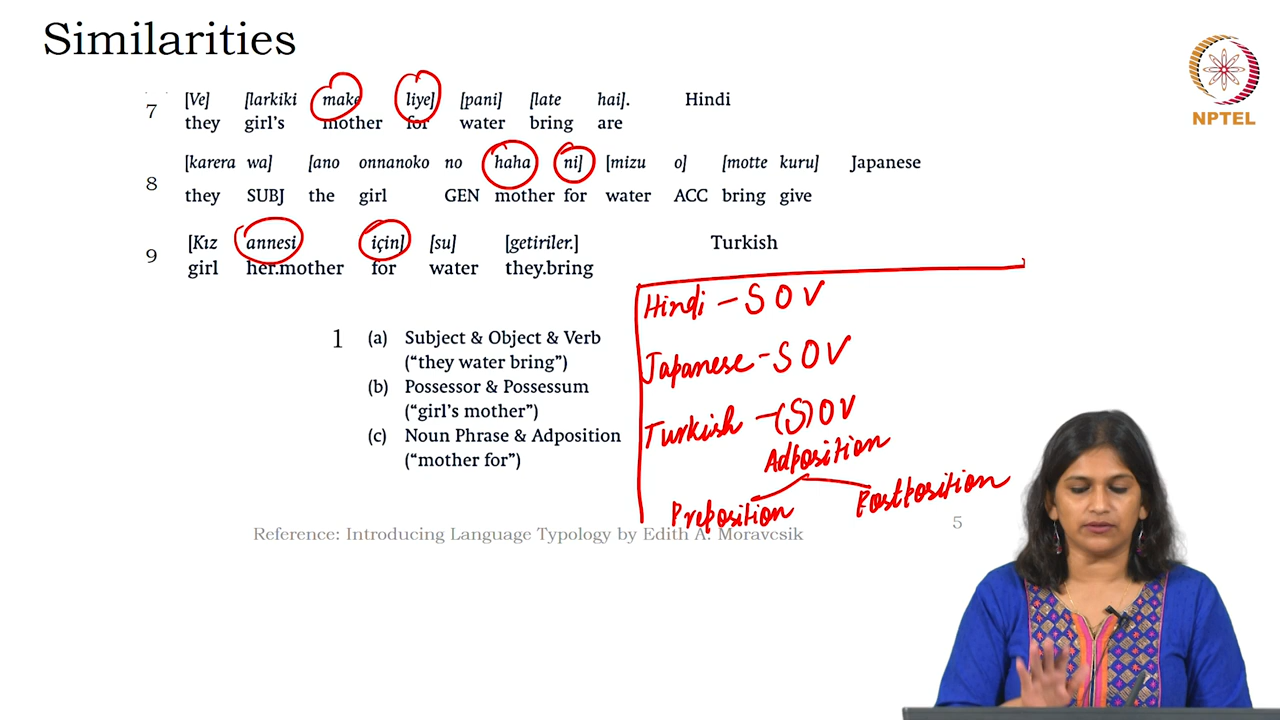 Similarities
NPTEL
7 [Ve] [larkiki make liye] [pani] [late hai]. Hindi
they girl's mother for water bring are
8 [karera wa] [ano onnanoko no haha ni] [mizu o] [motte kuru] Japanese
they SUBJ the girl GEN mother for water ACC bring give
9 [Kız annesi için] [su] [getiriler.] Turkish
girl her.mother for water they.bring
1 (a) Subject & Object & Verb
("they water bring")
(b) Possessor & Possessum
("girl's mother")
(c) Noun Phrase & Adposition
("mother for")
Hindi - SOV
Japanese - SOV
Turkish - (S)OV
Adposition
Preposition Postposition
Reference: Introducing Language Typology by Edith A. Moravcsik
5